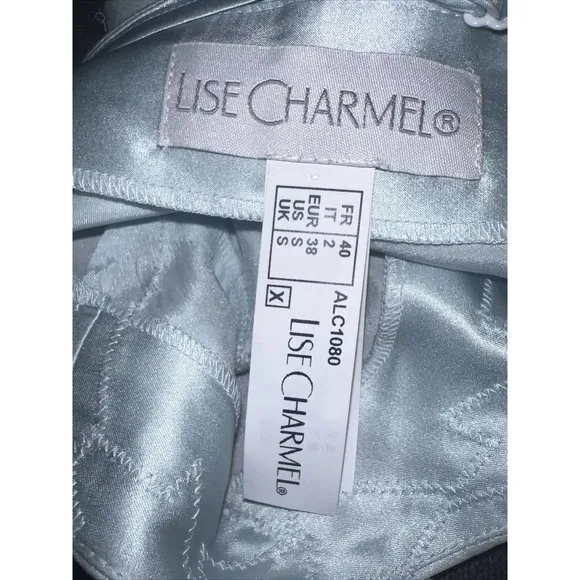 LISE CHARMEL®
FR 40
IT 2
EUR 38
US S
UK S
X
ALC1080
LISE CHARMEL®